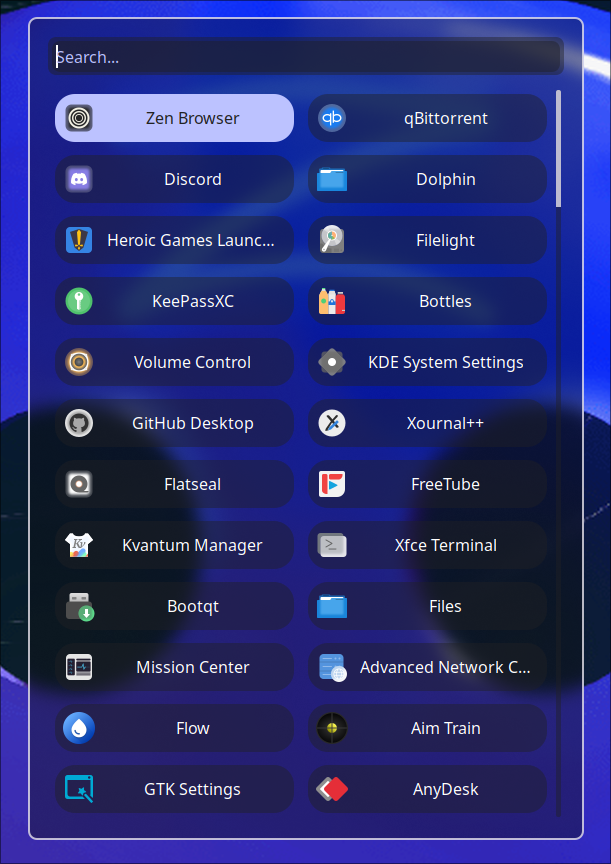 Search...
Zen Browser
qBittorrent
Discord
Dolphin
Heroic Games Launc...
Filelight
KeePassXC
Bottles
Volume Control
KDE System Settings
GitHub Desktop
Xournal++
Flatseal
FreeTube
Kv
Kvantum Manager
Xfce Terminal
Bootqt
Files
Mission Center
Advanced Network C...
Flow
Aim Train
GTK Settings
AnyDesk